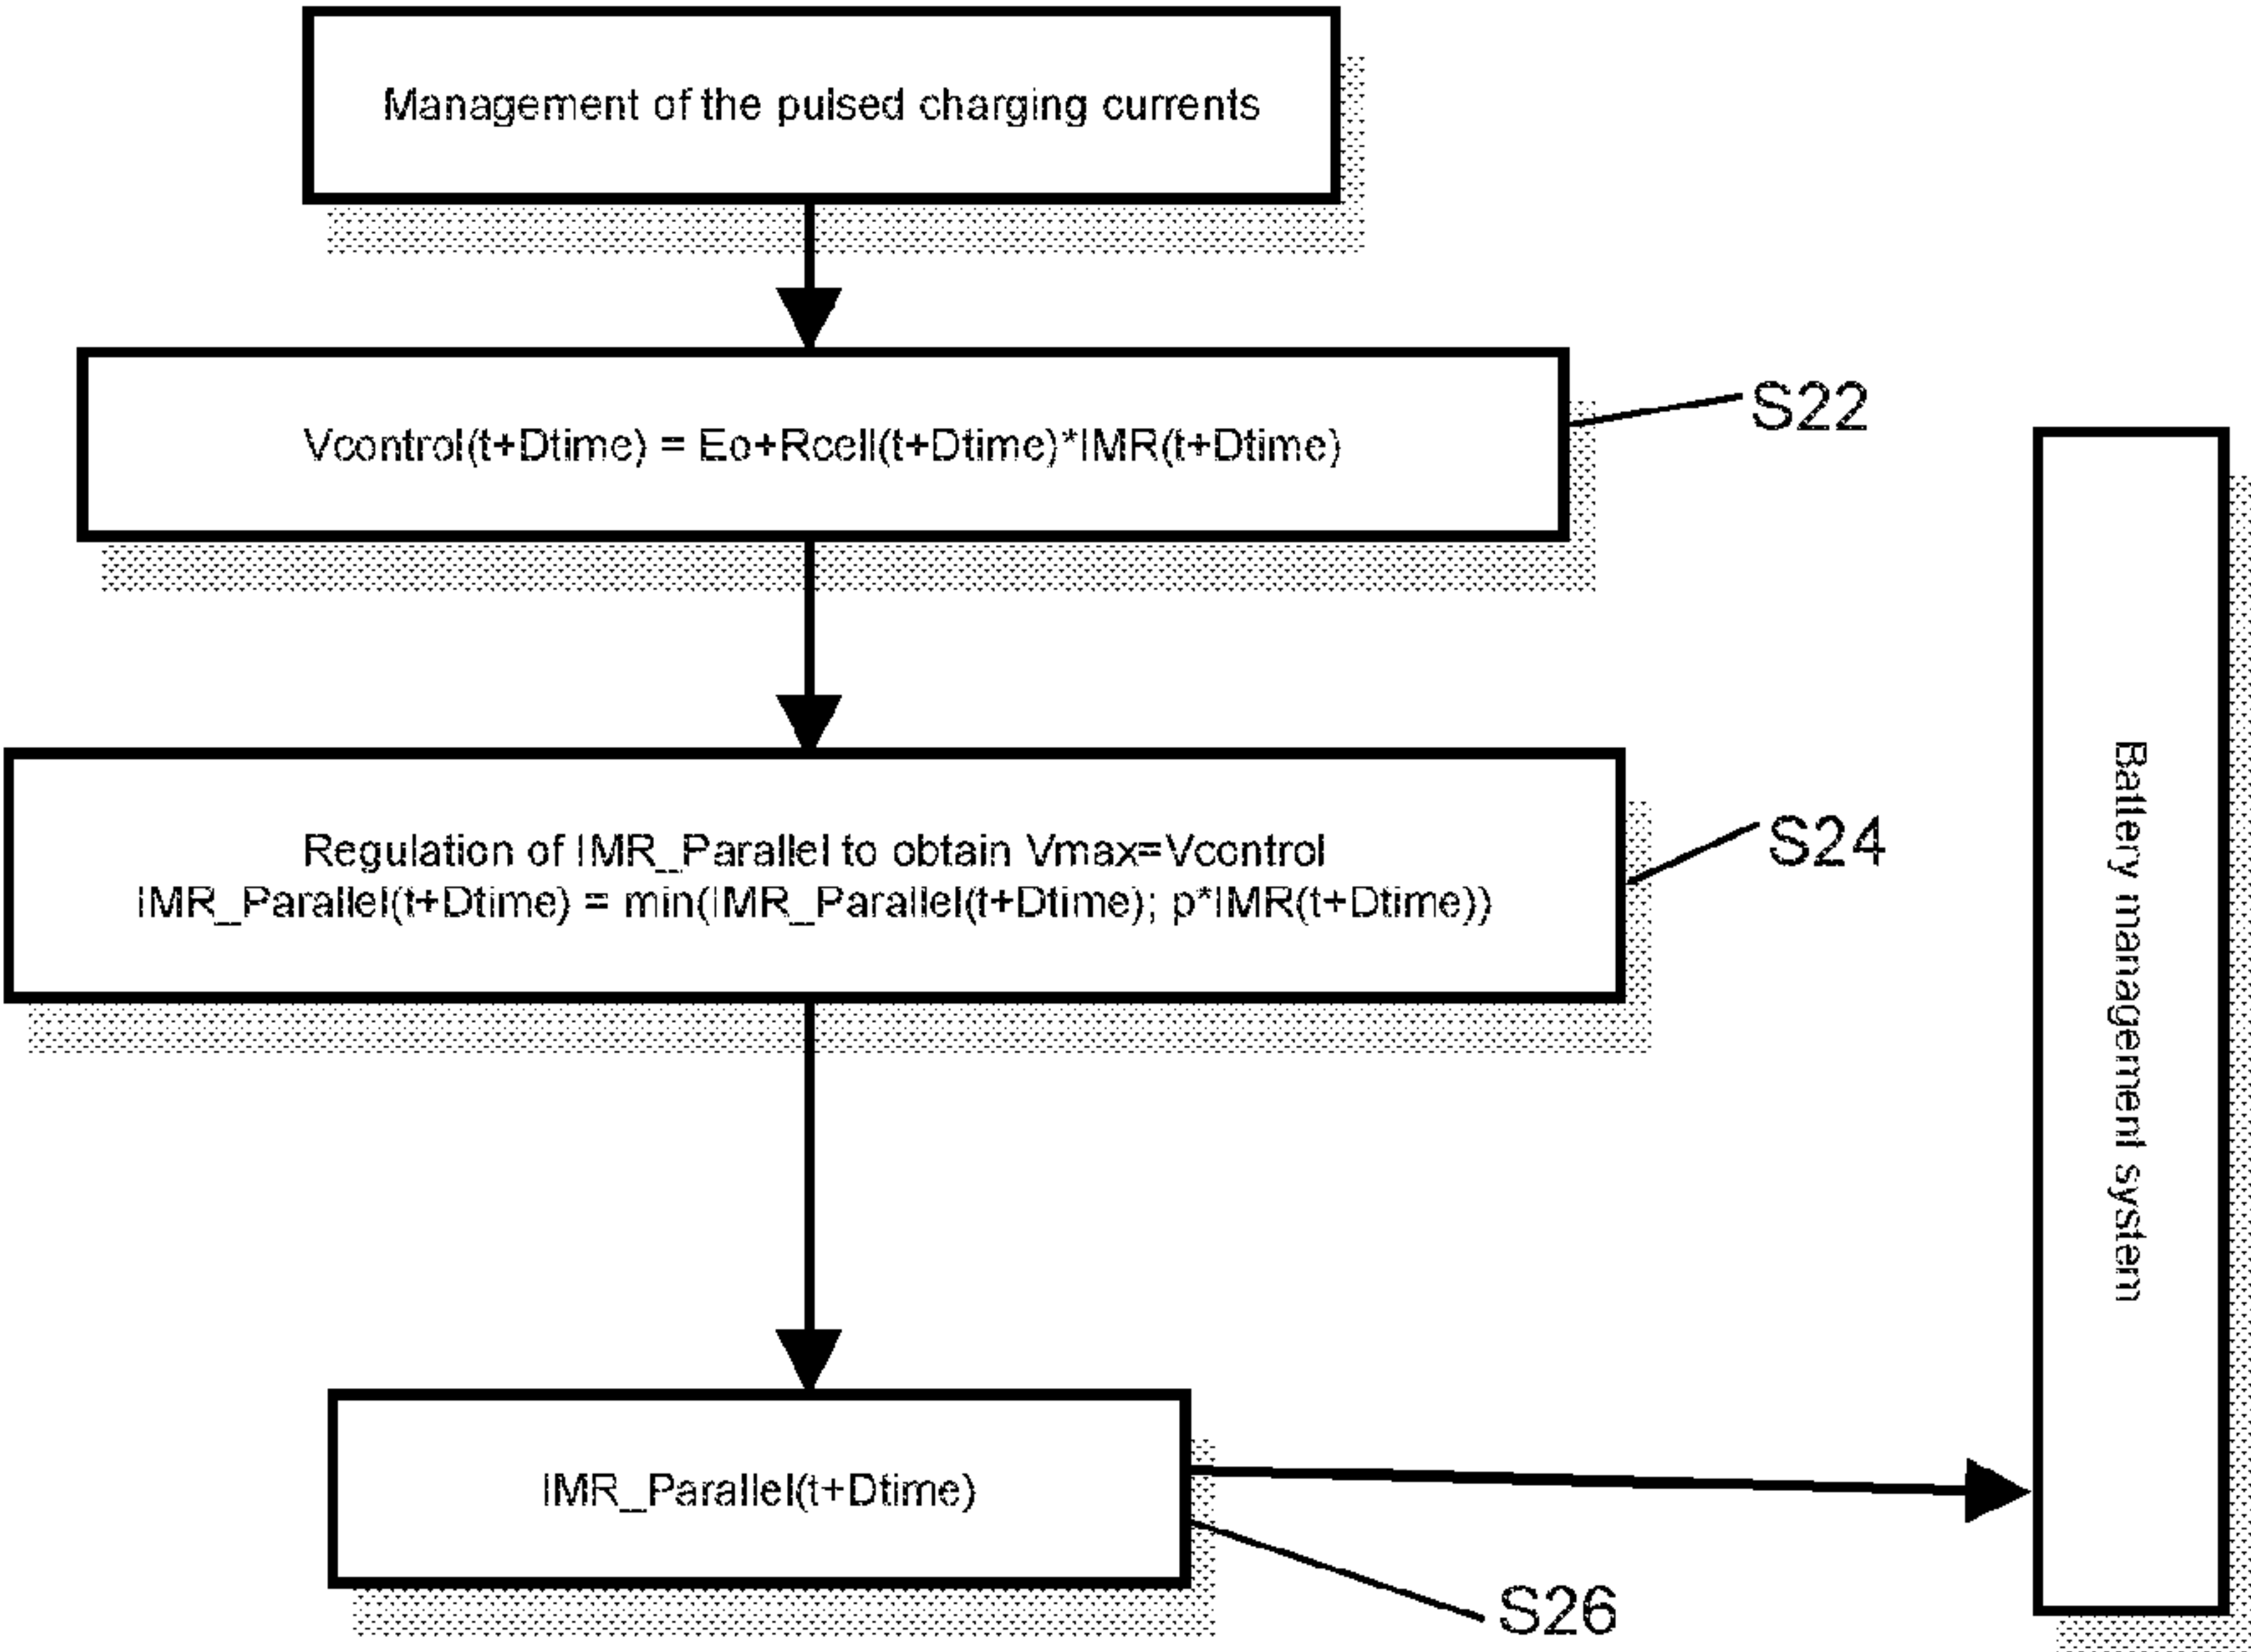 Management of the pulsed charging currents
Vcontrol(t+Dtime) = Eo+Rcell(t+Dtime)*IMR(t+Dtime)
S22
Regulation of IMR_Parallel to obtain Vmax=Vcontrol
IMR_Parallel(t+Dtime) = min(IMR_Parallel(t+Dtime); p*IMR(t+Dtime))
S24
Battery management system
IMR_Parallel(t+Dtime)
S26